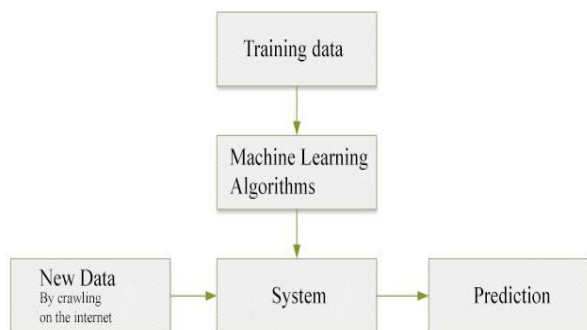 Training data
Machine Learning
Algorithms
New Data
By crawling
on the internet
System
Prediction